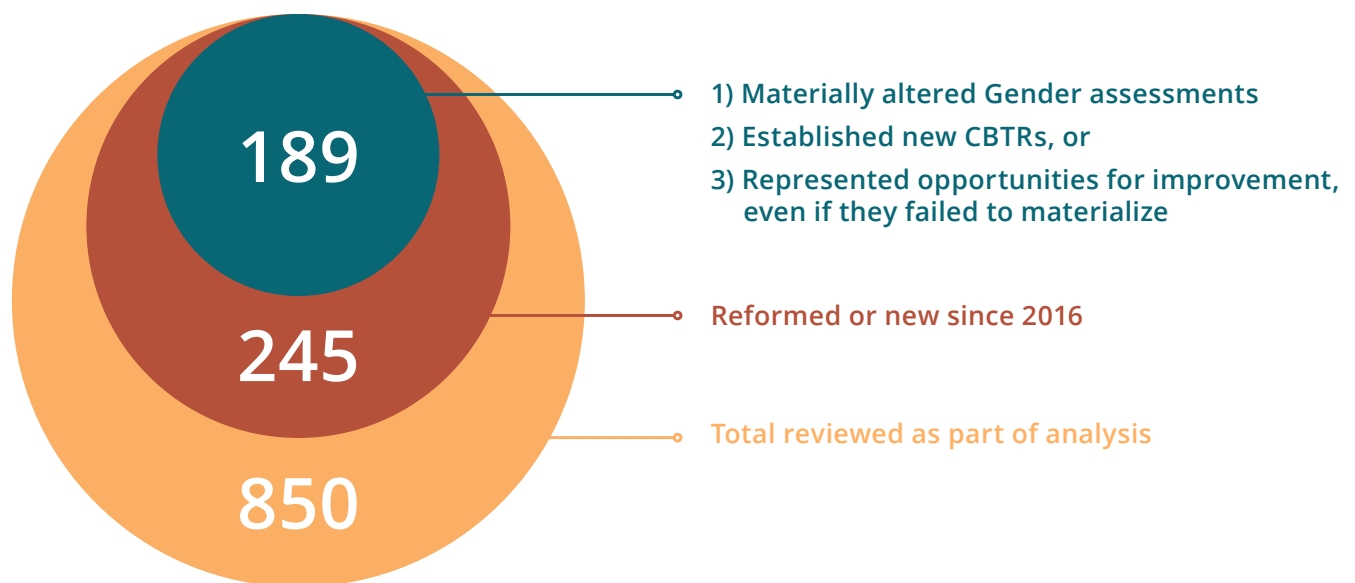 189
1) Materially altered Gender assessments
2) Established new CBTRs, or
3) Represented opportunities for improvement,
even if they failed to materialize
245
Reformed or new since 2016
850
Total reviewed as part of analysis